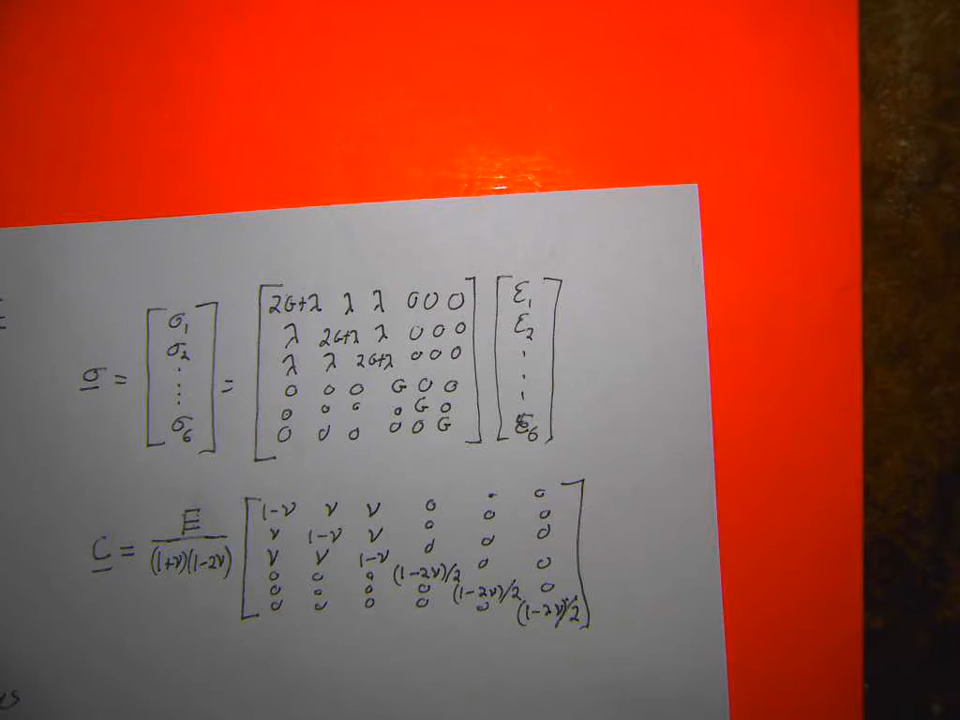 σ = [σ₁ σ₂ ⋮ σ₆] = [2G+λ λ λ 0 0 0
λ 2G+λ λ 0 0 0
λ λ 2G+λ 0 0 0
0 0 0 G 0 0
0 0 0 0 G 0
0 0 0 0 0 G] [ε₁ ε₂ ⋮ ε₆]
C = E / (1+ν)(1-2ν) [1-ν ν ν 0 0 0
ν 1-ν ν 0 0 0
ν ν 1-ν 0 0 0
0 0 0 (1-2ν)/2 0 0
0 0 0 0 (1-2ν)/2 0
0 0 0 0 0 (1-2ν)/2]